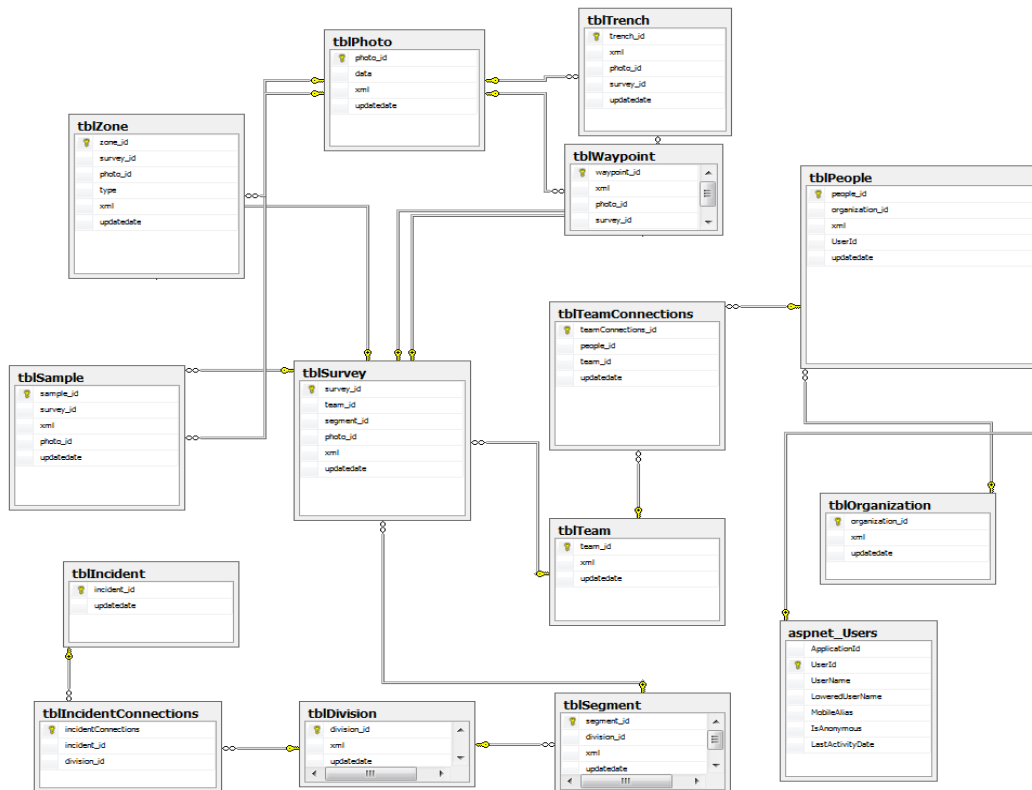 tblPhoto
photo_id
data
xml
updatedate
tblTrench
trench_id
xml
photo_id
survey_id
updatedate
tblZone
zone_id
survey_id
photo_id
type
xml
updatedate
tblWaypoint
waypoint_id
xml
photo_id
survey_id
tblPeople
people_id
organization_id
xml
UserId
updatedate
tblTeamConnections
teamConnections_id
people_id
team_id
updatedate
tblSample
sample_id
survey_id
xml
photo_id
updatedate
tblSurvey
survey_id
team_id
segment_id
photo_id
xml
updatedate
tblOrganization
organization_id
xml
updatedate
tblTeam
team_id
xml
updatedate
tblIncident
incident_id
updatedate
aspnet_Users
ApplicationId
UserId
UserName
LoweredUserName
MobileAlias
IsAnonymous
LastActivityDate
tblIncidentConnections
incidentConnections
incident_id
division_id
tblDivision
division_id
xml
updatedate
tblSegment
segment_id
division_id
xml
updatedate